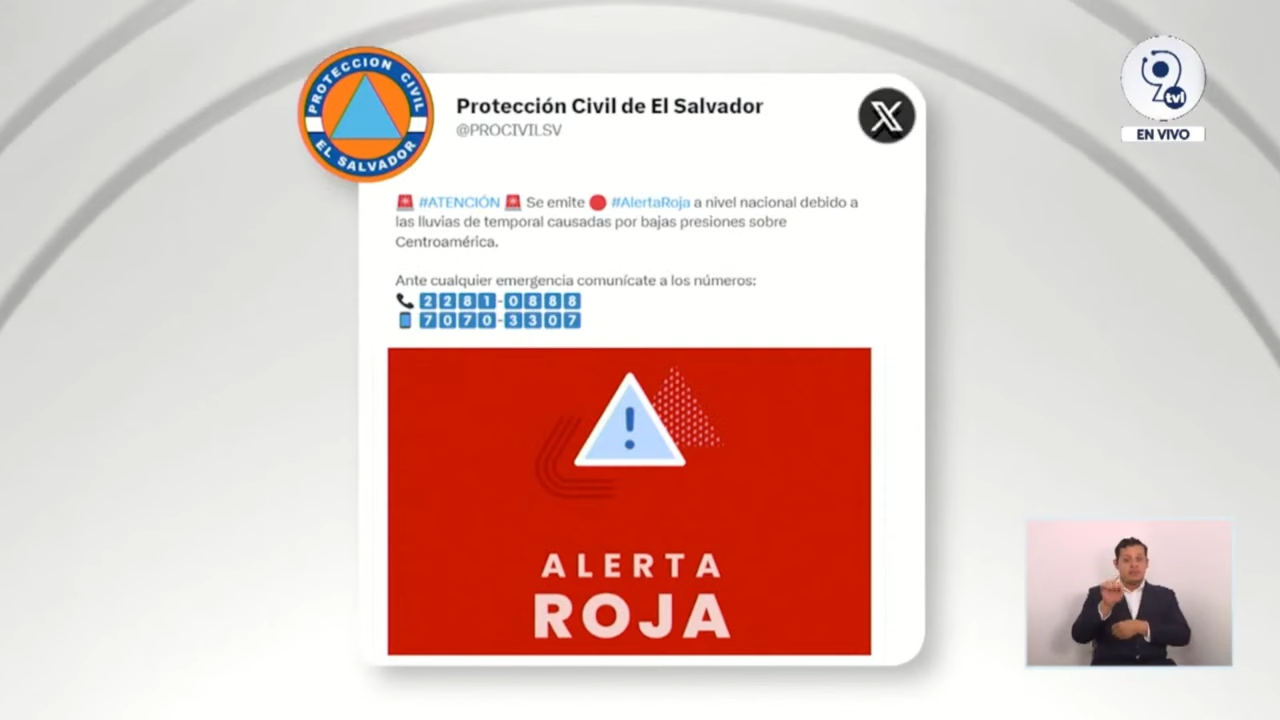 PROTECCION CIVIL
EL SALVADOR
Protección Civil de El Salvador
@PROCIVILSV
X
9
tvl
EN VIVO
🚨 #ATENCIÓN 🚨 Se emite 🔴 #AlertaRoja a nivel nacional debido a
las lluvias de temporal causadas por bajas presiones sobre
Centroamérica.
Ante cualquier emergencia comunícate a los números:
📞 2281-0888
📱 7070-3307
!
ALERTA
ROJA